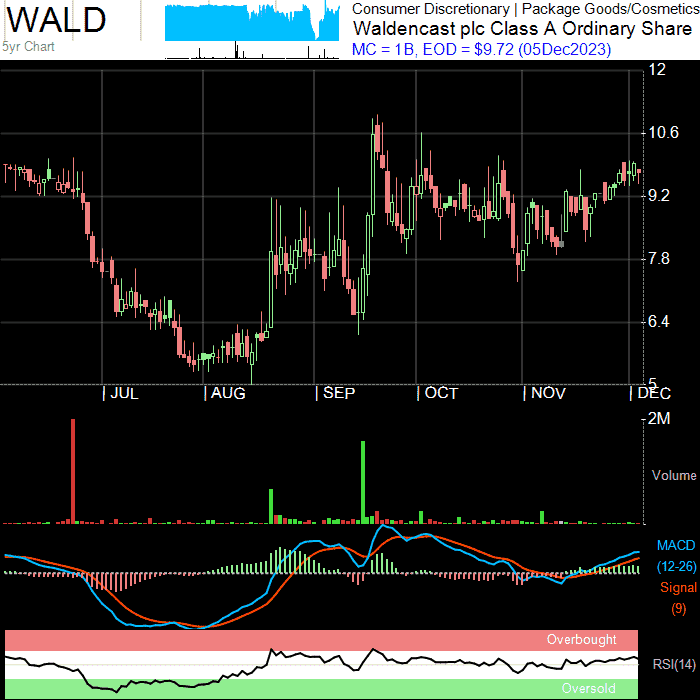 WALD
5yr Chart
Consumer Discretionary | Package Goods/Cosmetics
Waldencast plc Class A Ordinary Share
MC = 1B, EOD = $9.72 (05Dec2023)
12
10.6
9.2
7.8
6.4
5
JUL AUG SEP OCT NOV DEC
2M
Volume
MACD
(12-26)
Signal
(9)
Overbought
RSI(14)
Oversold